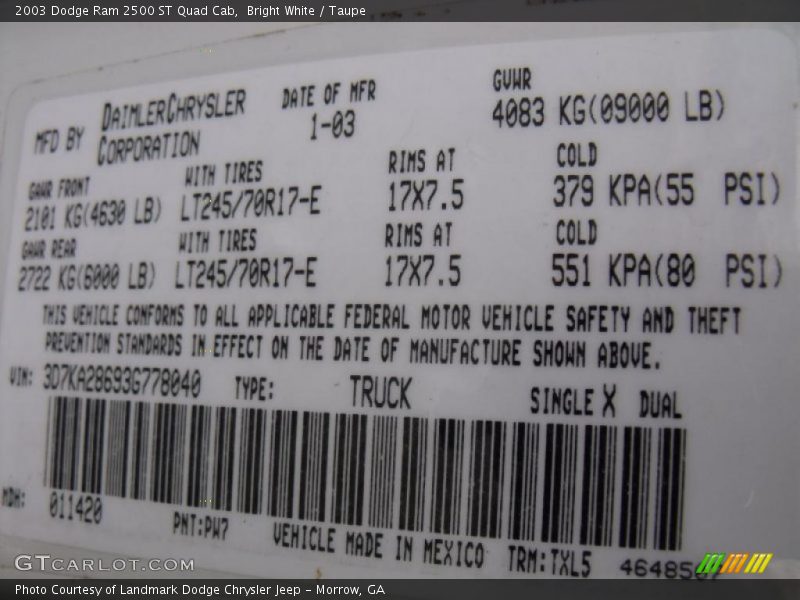 2003 Dodge Ram 2500 ST Quad Cab,  Bright White / Taupe
MFD BY DAIMLERCHRYSLER CORPORATION
DATE OF MFR 1-03
GVWR 4083 KG(09000 LB)
GAWR FRONT WITH TIRES RIMS AT COLD
2101 KG(4630 LB) LT245/70R17-E 17X7.5 379 KPA(55 PSI)
GAWR REAR WITH TIRES RIMS AT COLD
2722 KG(6000 LB) LT245/70R17-E 17X7.5 551 KPA(80 PSI)
THIS VEHICLE CONFORMS TO ALL APPLICABLE FEDERAL MOTOR VEHICLE SAFETY AND THEFT
PREVENTION STANDARDS IN EFFECT ON THE DATE OF MANUFACTURE SHOWN ABOVE.
VIN: 3D7KA28693G778040 TYPE: TRUCK SINGLE X DUAL
MDH: 011420
PNT:PW7 VEHICLE MADE IN MEXICO TRM:TXL5
GTCARLOT.COM
Photo Courtesy of Landmark Dodge Chrysler Jeep – Morrow, GA